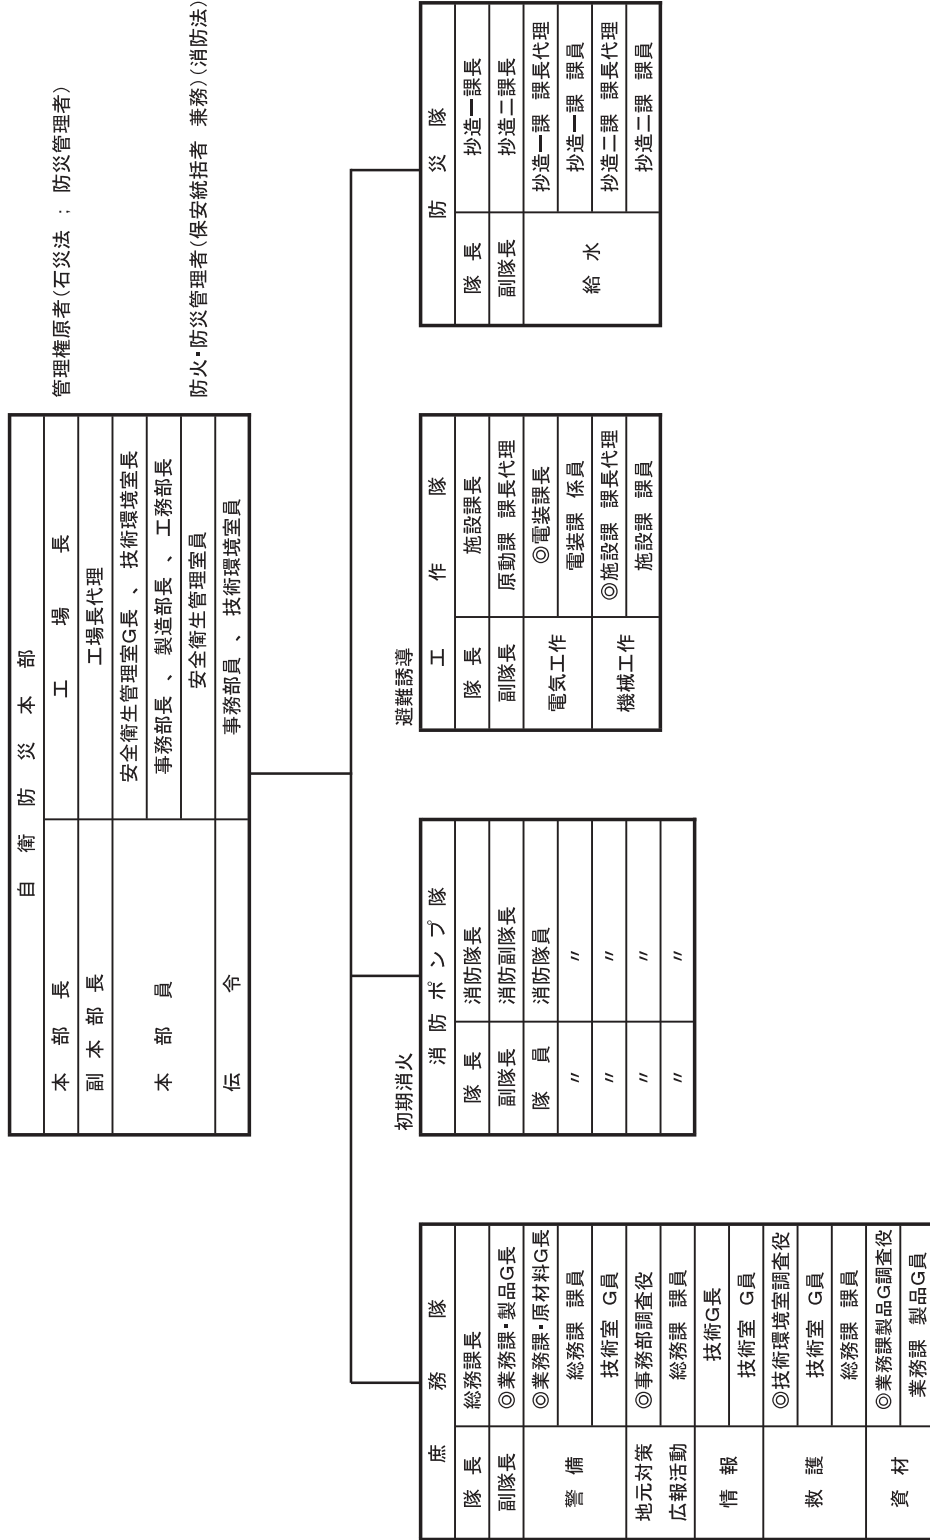 自衛防災本部
本部長 工場長
管理権原者(石災法 ; 防災管理者)
副本部長 工場長代理
本部員 安全衛生管理室G長、技術環境室長
事務部長、製造部長、工務部長
安全衛生管理室員
防火・防災管理者(保安統括者 兼務)(消防法)
伝令 事務部員、技術環境室員
庶務隊
隊長 総務課長
副隊長 ◎業務課・製品G長
警備 ◎業務課・原材料G長
総務課 課員
技術室 G員
地元対策 ◎事務部調査役
広報活動 総務課 課員
情報 技術G長
技術室 G員
救護 ◎技術環境室調査役
技術室 G員
総務課 課員
資材 ◎業務課製品G調査役
業務課 製品G員
初期消火
消防ポンプ隊
隊長 消防隊長
副隊長 消防副隊長
隊員 消防隊員
〃 〃
〃 〃
〃 〃
〃 〃
避難誘導
工作隊
隊長 施設課長
副隊長 原動課 課長代理
電気工作 ◎電装課長
電装課 係員
機械工作 ◎施設課 課長代理
施設課 課員
防災隊
隊長 抄造一課長
副隊長 抄造二課長
給水 抄造一課 課長代理
抄造一課 課員
抄造二課 課長代理
抄造二課 課員